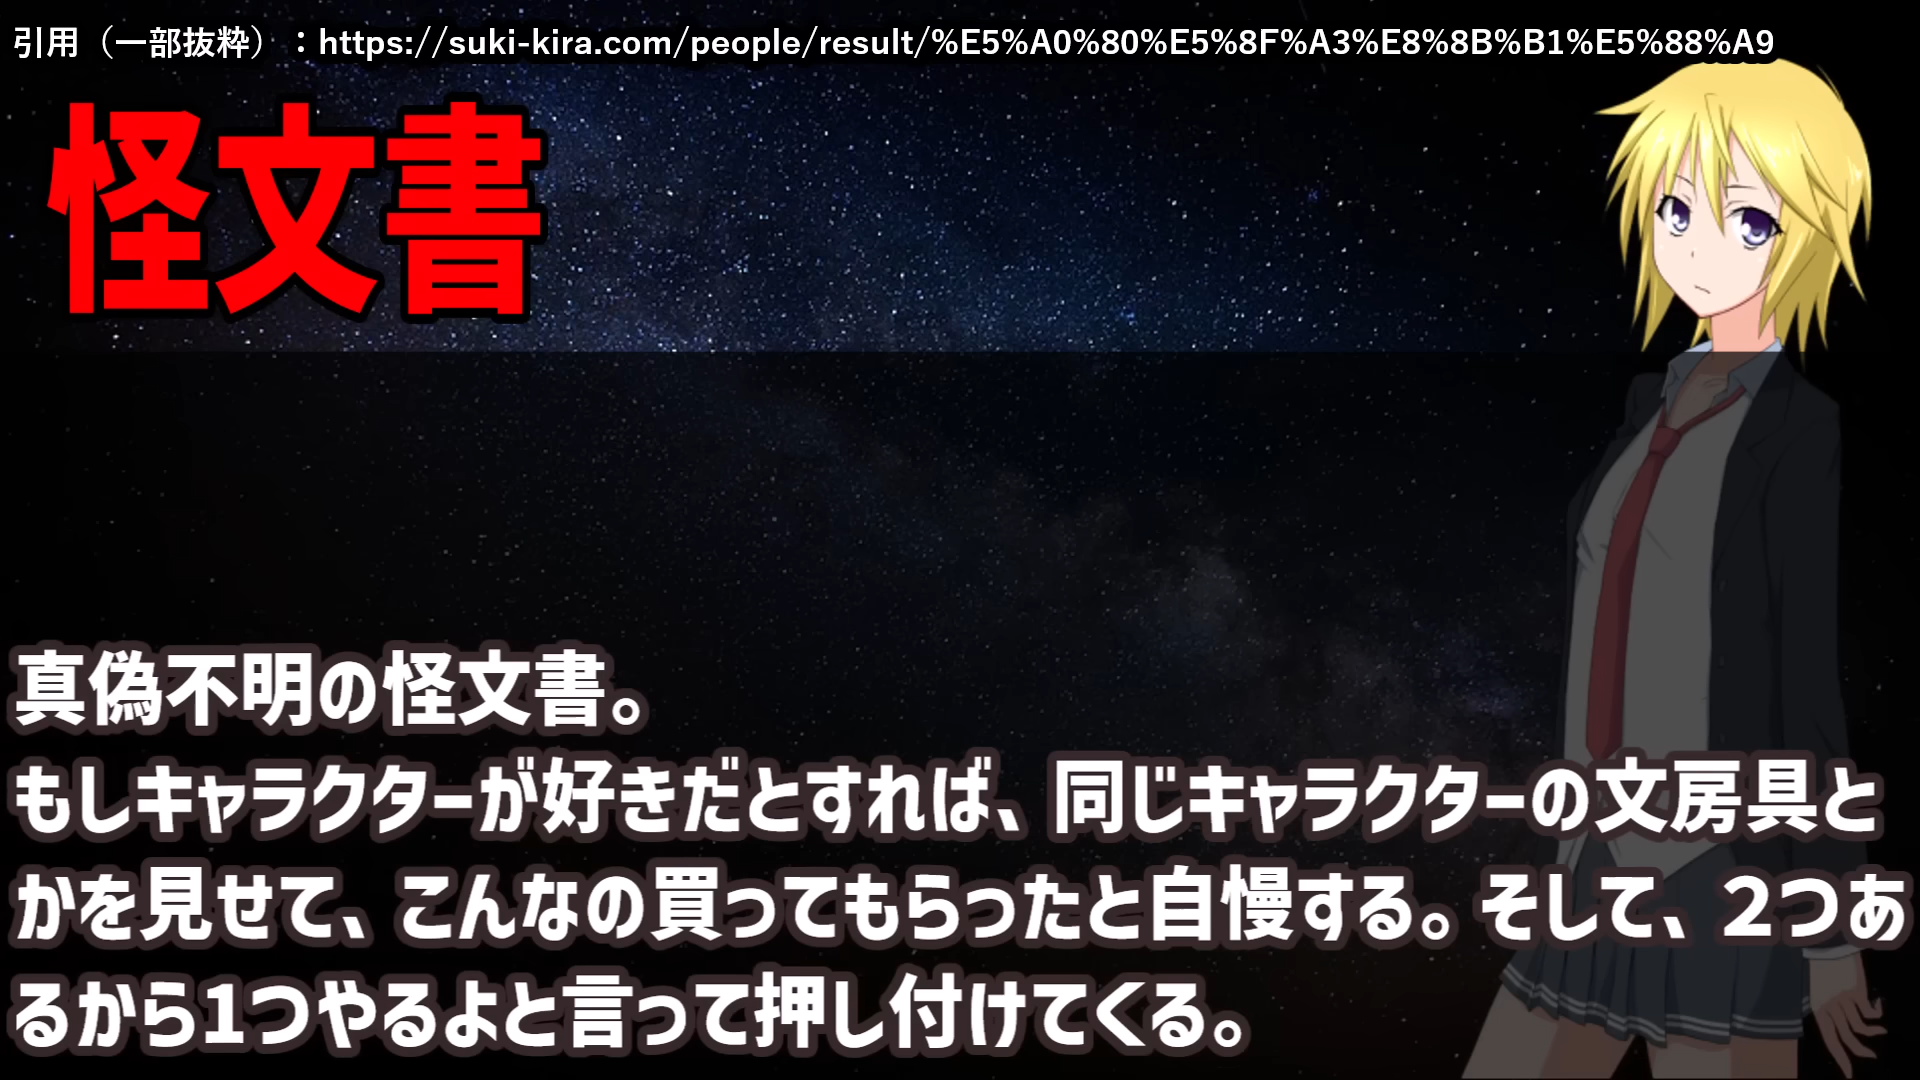 引用（一部抜粋）：https://suki-kira.com/people/result/%E5%A0%80%E5%8F%A3%E8%8B%B1%E5%88%A9
怪文書
真偽不明の怪文書。
もしキャラクターが好きだとすれば、同じキャラクターの文房具と
かを見せて、こんなの買ってもらったと自慢する。そして、２つあ
るから1つやるよと言って押し付けてくる。